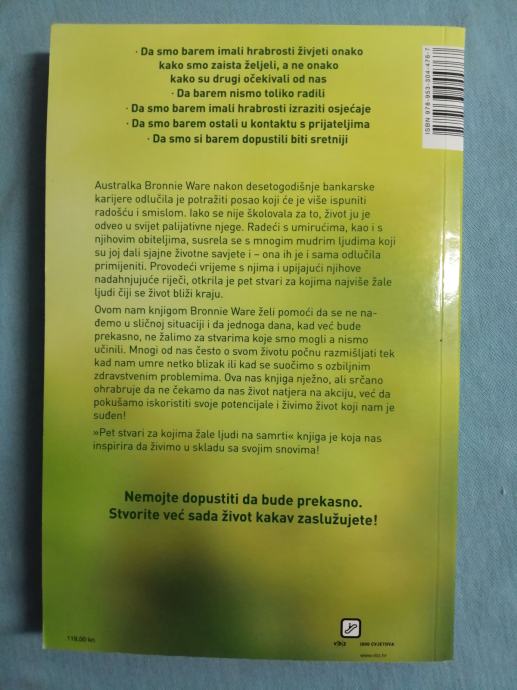 · Da smo barem imali hrabrosti živjeti onako
kako smo zaista željeli, a ne onako
kako su drugi očekivali od nas
· Da barem nismo toliko radili
· Da smo barem imali hrabrosti izraziti osjećaje
· Da smo barem ostali u kontaktu s prijateljima
· Da smo si barem dopustili biti sretniji
ISBN 978-953-304-476-7
Australka Bronnie Ware nakon desetogodišnje bankarske
karijere odlučila je potražiti posao koji će je više ispuniti
radošću i smislom. Iako se nije školovala za to, život ju je
odveo u svijet palijativne njege. Radeći s umirućima, kao i s
njihovim obiteljima, susrela se s mnogim mudrim ljudima koji
su joj dali sjajne životne savjete i – ona ih je i sama odlučila
primijeniti. Provodeći vrijeme s njima i upijajući njihove
nadahnjujuće riječi, otkrila je pet stvari za kojima najviše žale
ljudi čiji se život bliži kraju.
Ovom nam knjigom Bronnie Ware želi pomoći da se ne na-
đemo u sličnoj situaciji i da jednoga dana, kad već bude
prekasno, ne žalimo za stvarima koje smo mogli a nismo
učinili. Mnogi od nas često o svom životu počnu razmišljati tek
kad nam umre netko blizak ili kad se suočimo s ozbiljnim
zdravstvenim problemima. Ova nas knjiga nježno, ali srčano
ohrabruje da ne čekamo da nas život natjera na akciju, već da
pokušamo iskoristiti svoje potencijale i živimo život koji nam je
suđen!
»Pet stvari za kojima žale ljudi na samrti« knjiga je koja nas
inspirira da živimo u skladu sa svojim snovima!
Nemojte dopustiti da bude prekasno.
Stvorite već sada život kakav zaslužujete!
119,00 kn
v|b|z
1000 CVJETOVA
www.vbz.hr